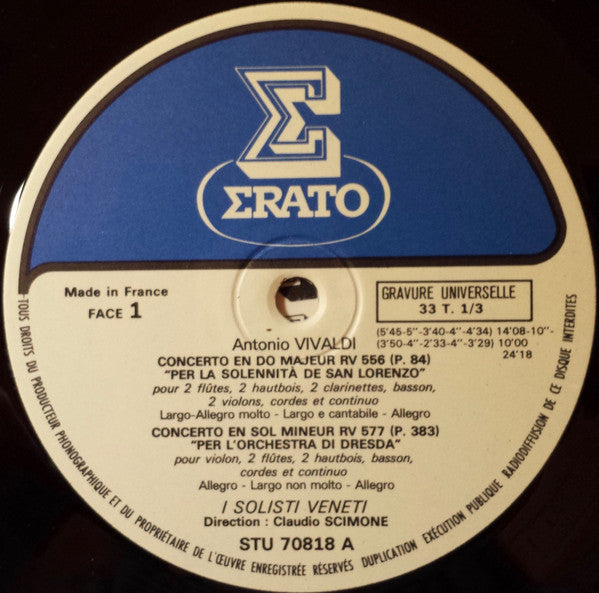 Σ
ΣRATO
Made in France
FACE 1
GRAVURE UNIVERSELLE
33 T. 1/3
Antonio VIVALDI
(5'45-5''-3'40-4''-4'34) 14'08-10''-
(3'50-4''-2'33-4''-3'29) 10'00
24'18
CONCERTO EN DO MAJEUR RV 556 (P. 84)
"PER LA SOLENNITÀ DE SAN LORENZO"
pour 2 flûtes, 2 hautbois, 2 clarinettes, basson,
2 violons, cordes et continuo
Largo-Allegro molto - Largo e cantabile - Allegro
CONCERTO EN SOL MINEUR RV 577 (P. 383)
"PER L'ORCHESTRA DI DRESDA"
pour violon, 2 flûtes, 2 hautbois, basson,
cordes et continuo
Allegro - Largo non molto - Allegro
I SOLISTI VENETI
Direction : Claudio SCIMONE
STU 70818 A
TOUS DROITS DU PRODUCTEUR PHONOGRAPHIQUE ET DU PROPRIÉTAIRE DE L'ŒUVRE ENREGISTRÉE RÉSERVÉS DUPLICATION EXÉCUTION PUBLIQUE RADIODIFFUSION DE CE DISQUE INTERDITES